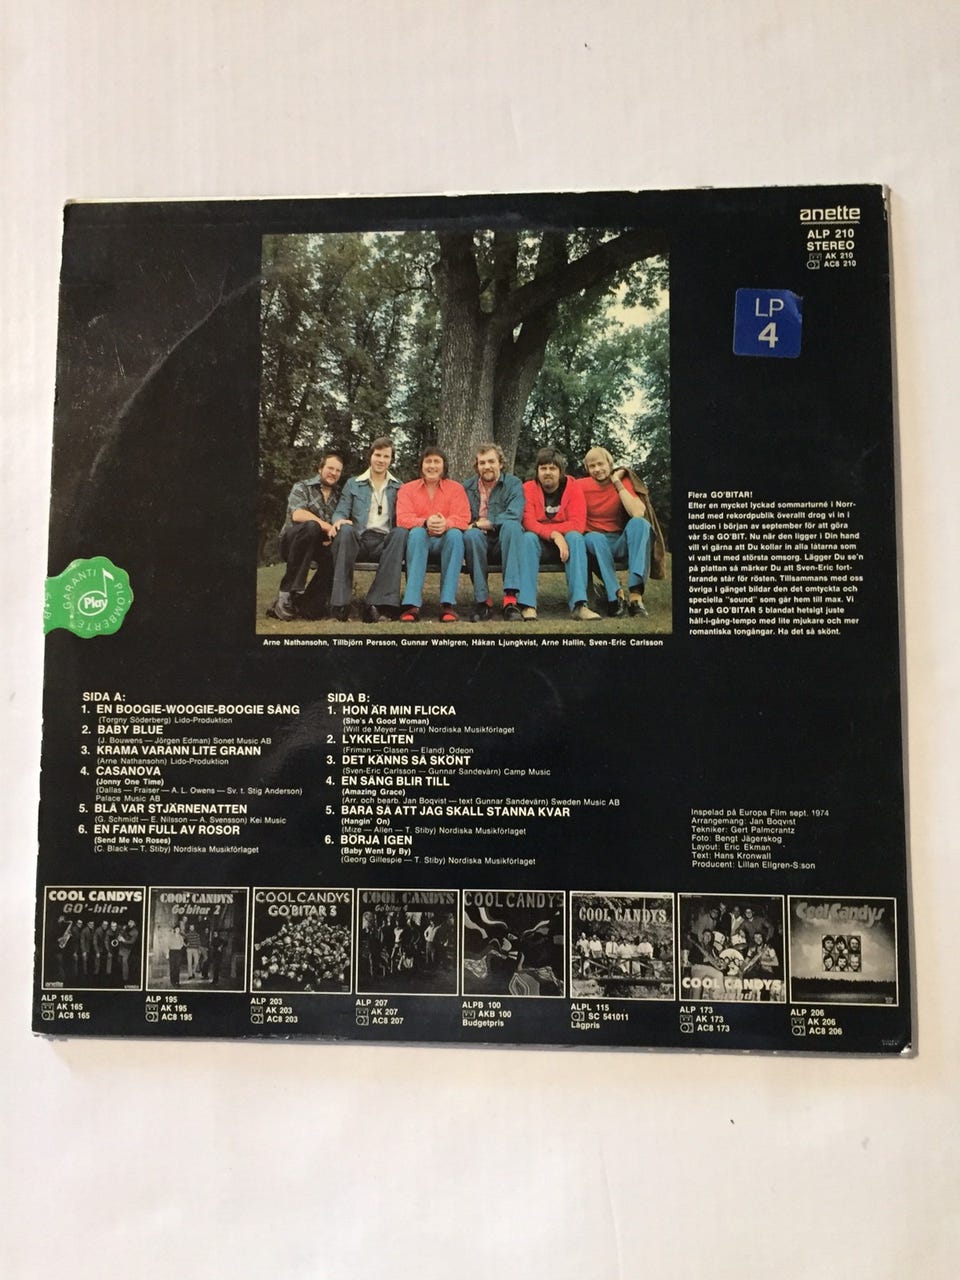 anette
ALP 210
STEREO
AK 210
AC8 210
LP
4
Flera GO'BITAR!
Efter en mycket lyckad sommarturné i Norr-
land med rekordpublik överallt drog vi in i
studion i början av september för att göra
vår 5:e GO'BIT. Nu när den ligger i Din hand
vill vi gärna att Du kollar in alla låtarna som
vi valt ut med största omsorg. Lägger Du se'n
på plattan så märker Du att Sven-Eric fort-
farande står för rösten. Tillsammans med oss
övriga i gänget bildar den det omtyckta och
speciella "sound" som går hem till max. Vi
har på GO'BITAR 5 blandat hetsigt juste
håll-i-gång-tempo med lite mjukare och mer
romantiska tongångar. Ha det så skönt.
GARANTI
PLOMBERTE
Play
Arne Nathansohn, Tillbjörn Persson, Gunnar Wahlgren, Håkan Ljungkvist, Arne Hallin, Sven-Eric Carlsson
SIDA A:
1. EN BOOGIE-WOOGIE-BOOGIE SÅNG
(Torgny Söderberg) Lido-Produktion
2. BABY BLUE
(J. Bouwens — Jörgen Edman) Sonet Music AB
3. KRAMA VARANN LITE GRANN
(Arne Nathansohn) Lido-Produktion
4. CASANOVA
(Jonny One Time)
(Dallas — Fraiser — A. L. Owens — Sv. t. Stig Anderson)
Palace Music AB
5. BLÅ VAR STJÄRNENATTEN
(G. Schmidt — E. Nilsson — A. Svensson) Kei Music
6. EN FAMN FULL AV ROSOR
(Send Me No Roses)
(C. Black — T. Stiby) Nordiska Musikförlaget
SIDA B:
1. HON ÄR MIN FLICKA
(She's A Good Woman)
(Will de Meyer — Lira) Nordiska Musikförlaget
2. LYKKELITEN
(Friman — Clasen — Eland) Odeon
3. DET KÄNNS SÅ SKÖNT
(Sven-Eric Carlsson — Gunnar Sandevärn) Camp Music
4. EN SÅNG BLIR TILL
(Amazing Grace)
(Arr. och bearb. Jan Boqvist — text Gunnar Sandevärn) Sweden Music AB
5. BARA SÅ ATT JAG SKALL STANNA KVAR
(Hangin' On)
(Mize — Allen — T. Stiby) Nordiska Musikförlaget
6. BÖRJA IGEN
(Baby Went By By)
(Georg Gillespie — T. Stiby) Nordiska Musikförlaget
Inspelad på Europa Film sept. 1974
Arrangemang: Jan Boqvist
Tekniker: Gert Palmcrantz
Foto: Bengt Jägerskog
Layout: Eric Ekman
Text: Hans Kronwall
Producent: Lillan Ellgren-S:son
COOL CANDYS
GO'-bitar
anette
ALP 165
AK 165
AC8 165
COOL CANDYS
Go'bitar 2
ALP 195
AK 195
AC8 195
COOL CANDYS
GO'BITAR 3
ALP 203
AK 203
AC8 203
COOL CANDYS
Go'bitar 4
ALP 207
AK 207
AC8 207
COOL CANDYS
ALPB 100
AKB 100
Budgetpris
COOL CANDYS
ALPL 115
SC 541011
Lågpris
COOL CANDYS
ALP 173
AK 173
AC8 173
Cool Candys
ALP 206
AK 206
AC8 206